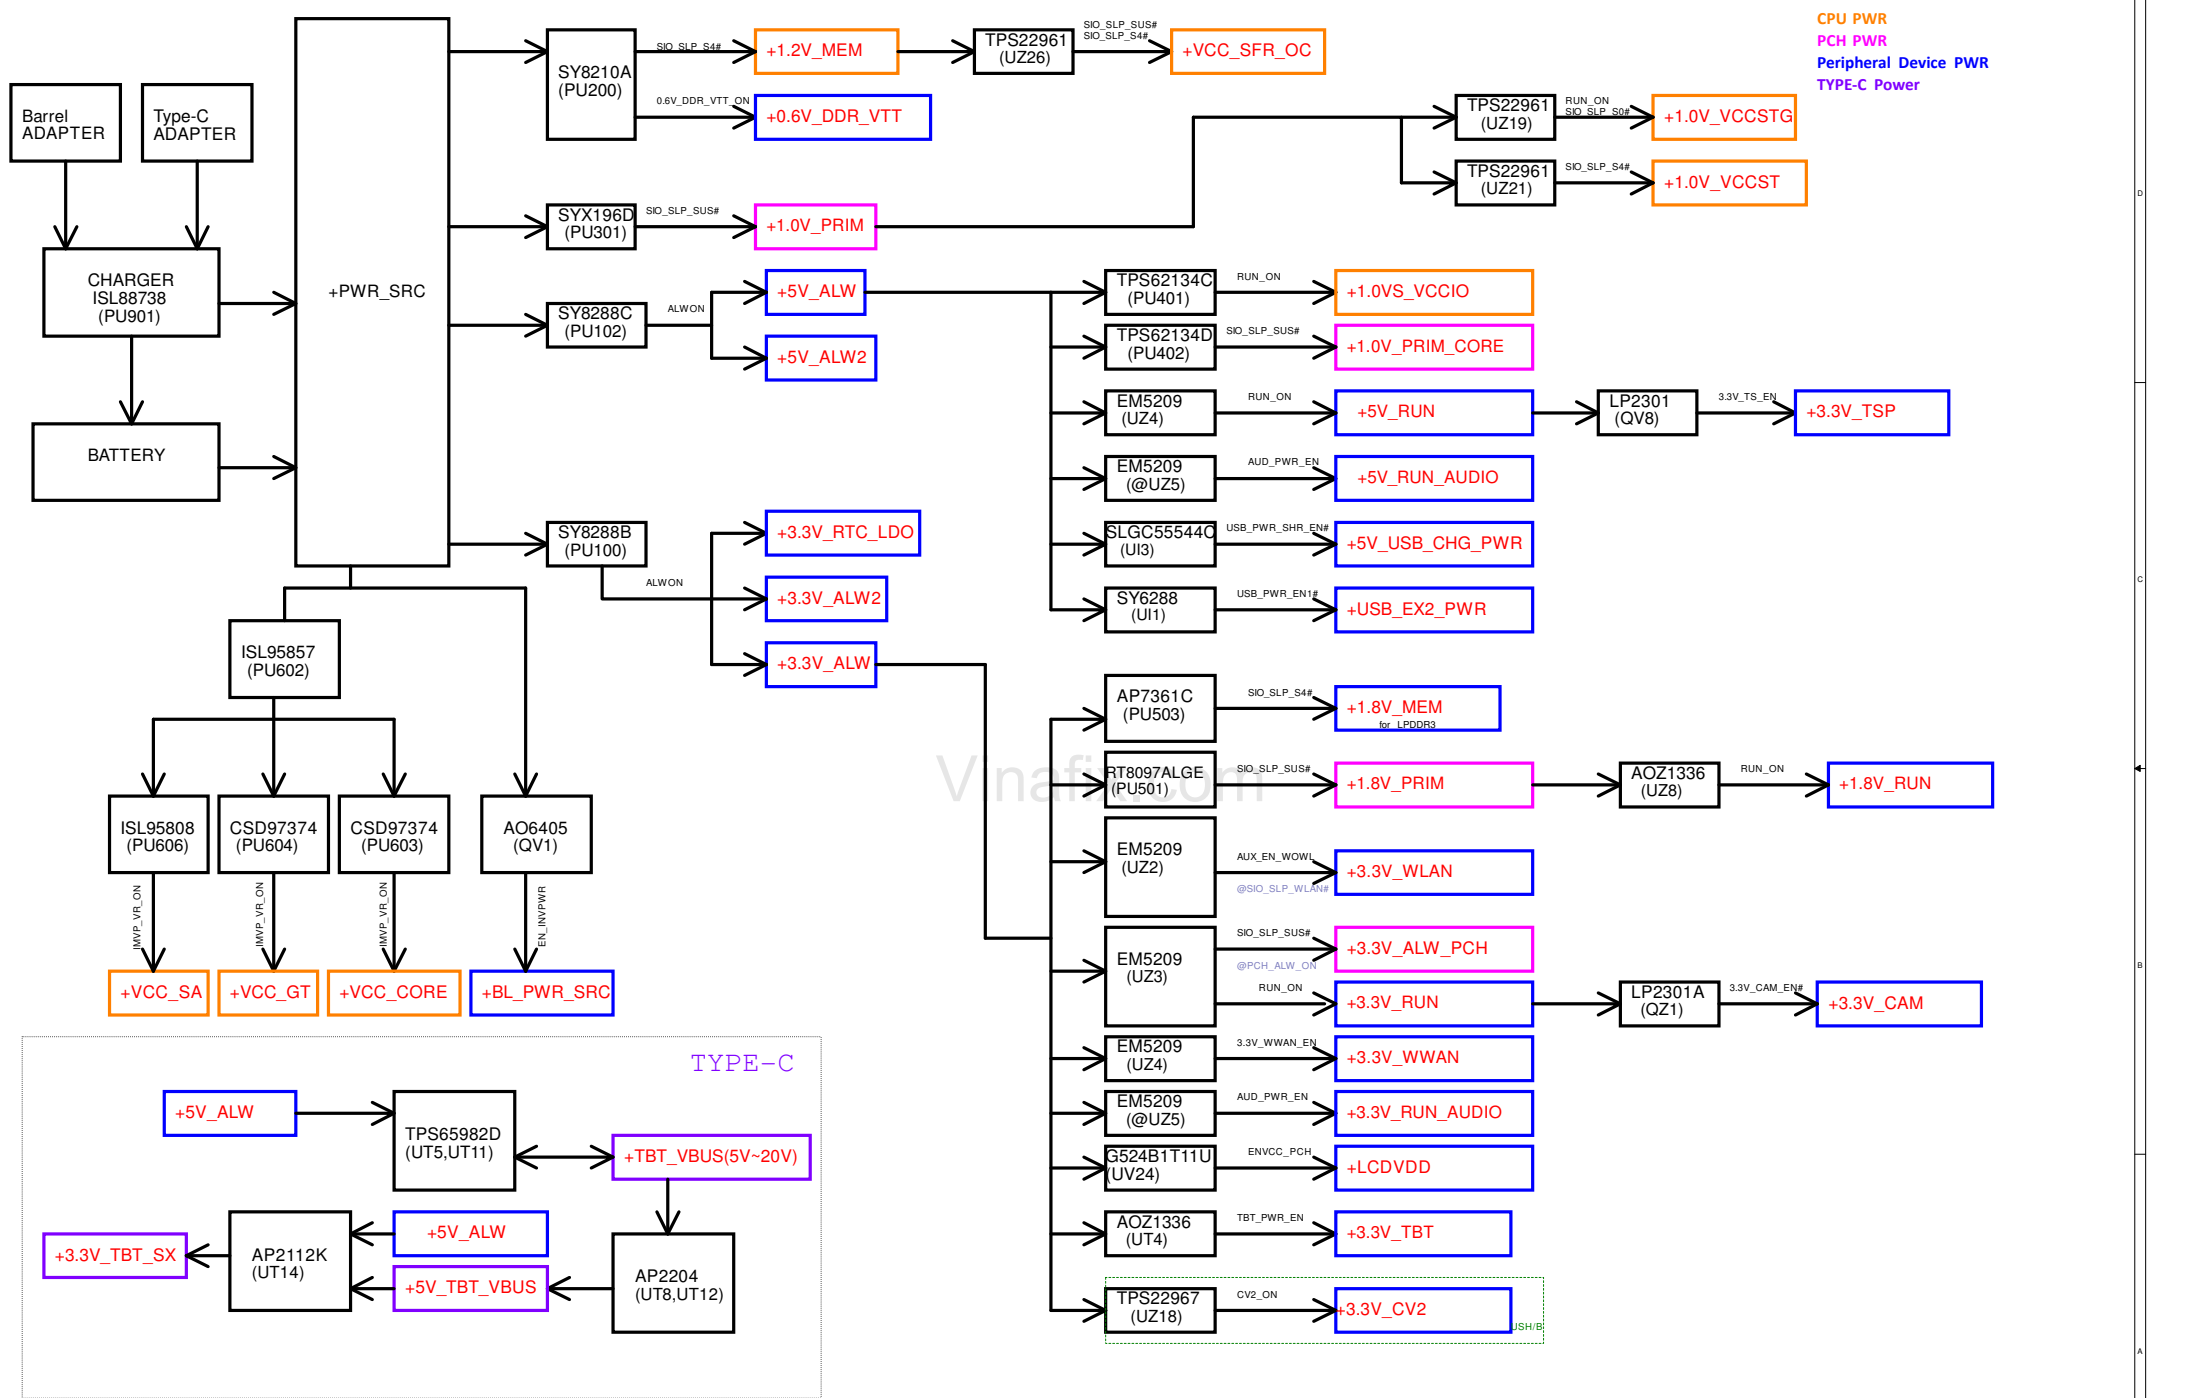 CPU PWR
PCH PWR
Peripheral Device PWR
TYPE-C Power
Barrel
ADAPTER
Type-C
ADAPTER
CHARGER
ISL88738
(PU901)
BATTERY
+PWR_SRC
SY8210A
(PU200)
SIO_SLP_S4#
+1.2V_MEM
TPS22961
(UZ26)
SIO_SLP_SUS#
SIO_SLP_S4#
+VCC_SFR_OC
0.6V_DDR_VTT_ON
+0.6V_DDR_VTT
TPS22961
(UZ19)
RUN_ON
SIO_SLP_S0#
+1.0V_VCCSTG
TPS22961
(UZ21)
SIO_SLP_S4#
+1.0V_VCCST
SYX196D
(PU301)
SIO_SLP_SUS#
+1.0V_PRIM
SY8288C
(PU102)
ALWON
+5V_ALW
+5V_ALW2
TPS62134C
(PU401)
RUN_ON
+1.0VS_VCCIO
TPS62134D
(PU402)
SIO_SLP_SUS#
+1.0V_PRIM_CORE
EM5209
(UZ4)
RUN_ON
+5V_RUN
LP2301
(QV8)
3.3V_TS_EN
+3.3V_TSP
EM5209
(@UZ5)
AUD_PWR_EN
+5V_RUN_AUDIO
SLGC55544C
(UI3)
USB_PWR_SHR_EN#
+5V_USB_CHG_PWR
SY6288
(UI1)
USB_PWR_EN1#
+USB_EX2_PWR
SY8288B
(PU100)
ALWON
+3.3V_RTC_LDO
+3.3V_ALW2
+3.3V_ALW
AP7361C
(PU503)
SIO_SLP_S4#
+1.8V_MEM
for LPDDR3
RT8097ALGE
(PU501)
SIO_SLP_SUS#
+1.8V_PRIM
AOZ1336
(UZ8)
RUN_ON
+1.8V_RUN
EM5209
(UZ2)
AUX_EN_WOWL
@SIO_SLP_WLAN#
+3.3V_WLAN
EM5209
(UZ3)
SIO_SLP_SUS#
@PCH_ALW_ON
+3.3V_ALW_PCH
RUN_ON
+3.3V_RUN
LP2301A
(QZ1)
3.3V_CAM_EN#
+3.3V_CAM
EM5209
(UZ4)
3.3V_WWAN_EN
+3.3V_WWAN
EM5209
(@UZ5)
AUD_PWR_EN
+3.3V_RUN_AUDIO
G524B1T11U
(UV24)
ENVCC_PCH
+LCDVDD
AOZ1336
(UT4)
TBT_PWR_EN
+3.3V_TBT
TPS22967
(UZ18)
CV2_ON
+3.3V_CV2
USH/B
ISL95857
(PU602)
ISL95808
(PU606)
CSD97374
(PU604)
CSD97374
(PU603)
AO6405
(QV1)
IMVP_VR_ON
IMVP_VR_ON
IMVP_VR_ON
EN_INVPWR
+VCC_SA
+VCC_GT
+VCC_CORE
+BL_PWR_SRC
TYPE-C
+5V_ALW
TPS65982D
(UT5,UT11)
+TBT_VBUS(5V~20V)
+3.3V_TBT_SX
AP2112K
(UT14)
+5V_ALW
+5V_TBT_VBUS
AP2204
(UT8,UT12)
Vinafix.com
D
C
B
A